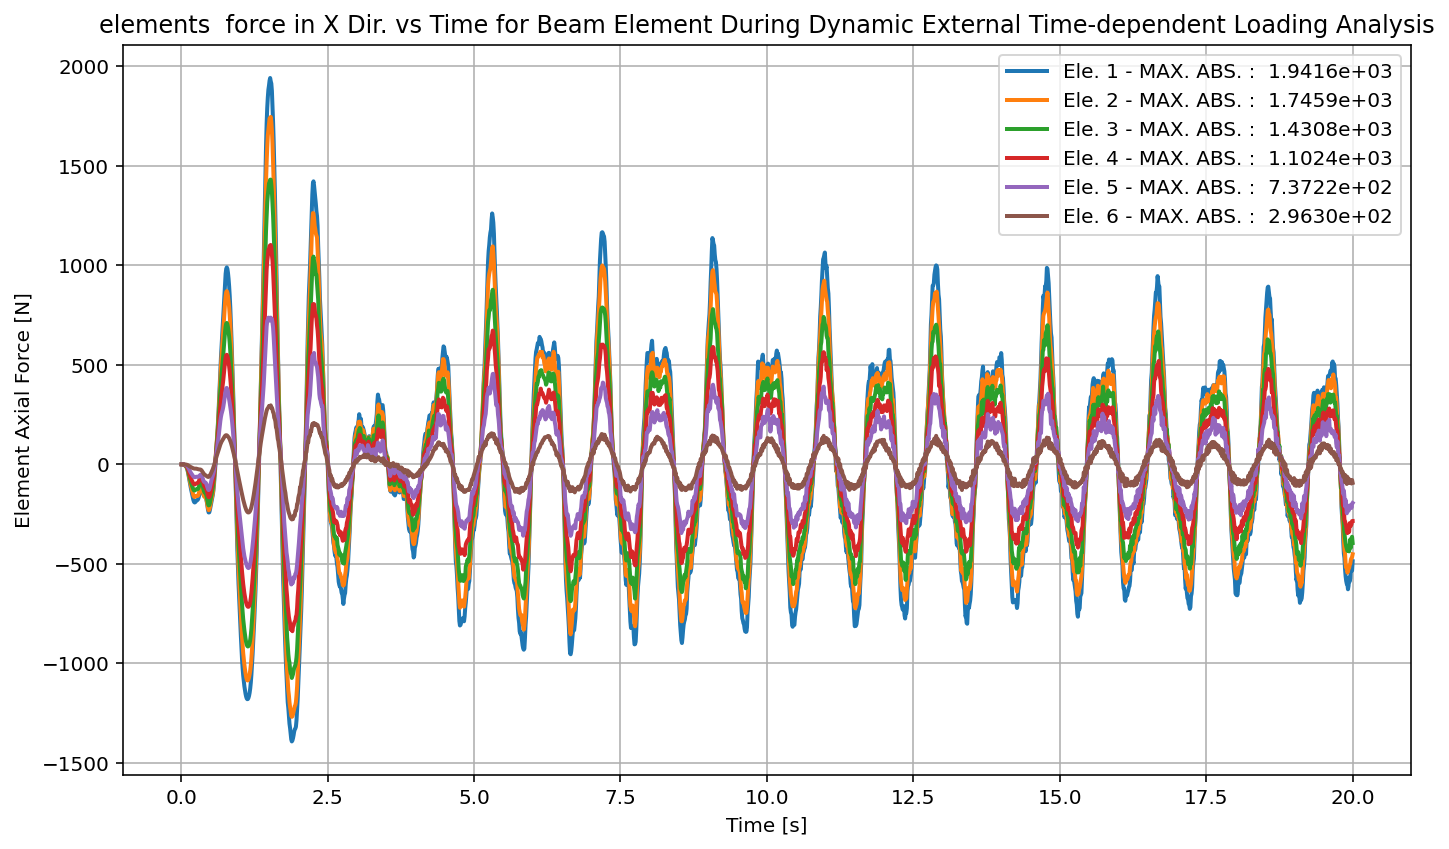 elements  force in X Dir. vs Time for Beam Element During Dynamic External Time-dependent Loading Analysis
Ele. 1 - MAX. ABS. :  1.9416e+03
Ele. 2 - MAX. ABS. :  1.7459e+03
Ele. 3 - MAX. ABS. :  1.4308e+03
Ele. 4 - MAX. ABS. :  1.1024e+03
Ele. 5 - MAX. ABS. :  7.3722e+02
Ele. 6 - MAX. ABS. :  2.9630e+02
Element Axial Force [N]
2000
1500
1000
500
0
−500
−1000
−1500
0.0 2.5 5.0 7.5 10.0 12.5 15.0 17.5 20.0
Time [s]